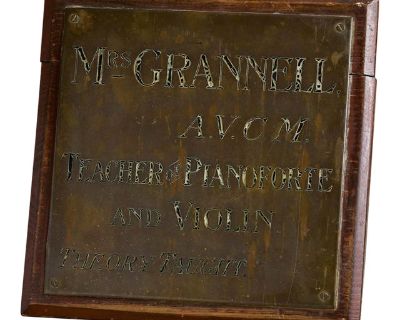 Mrs GRANNELL,
A.V.C M.
TEACHER OF PIANOFORTE
AND VIOLIN
THEORY TAUGHT.